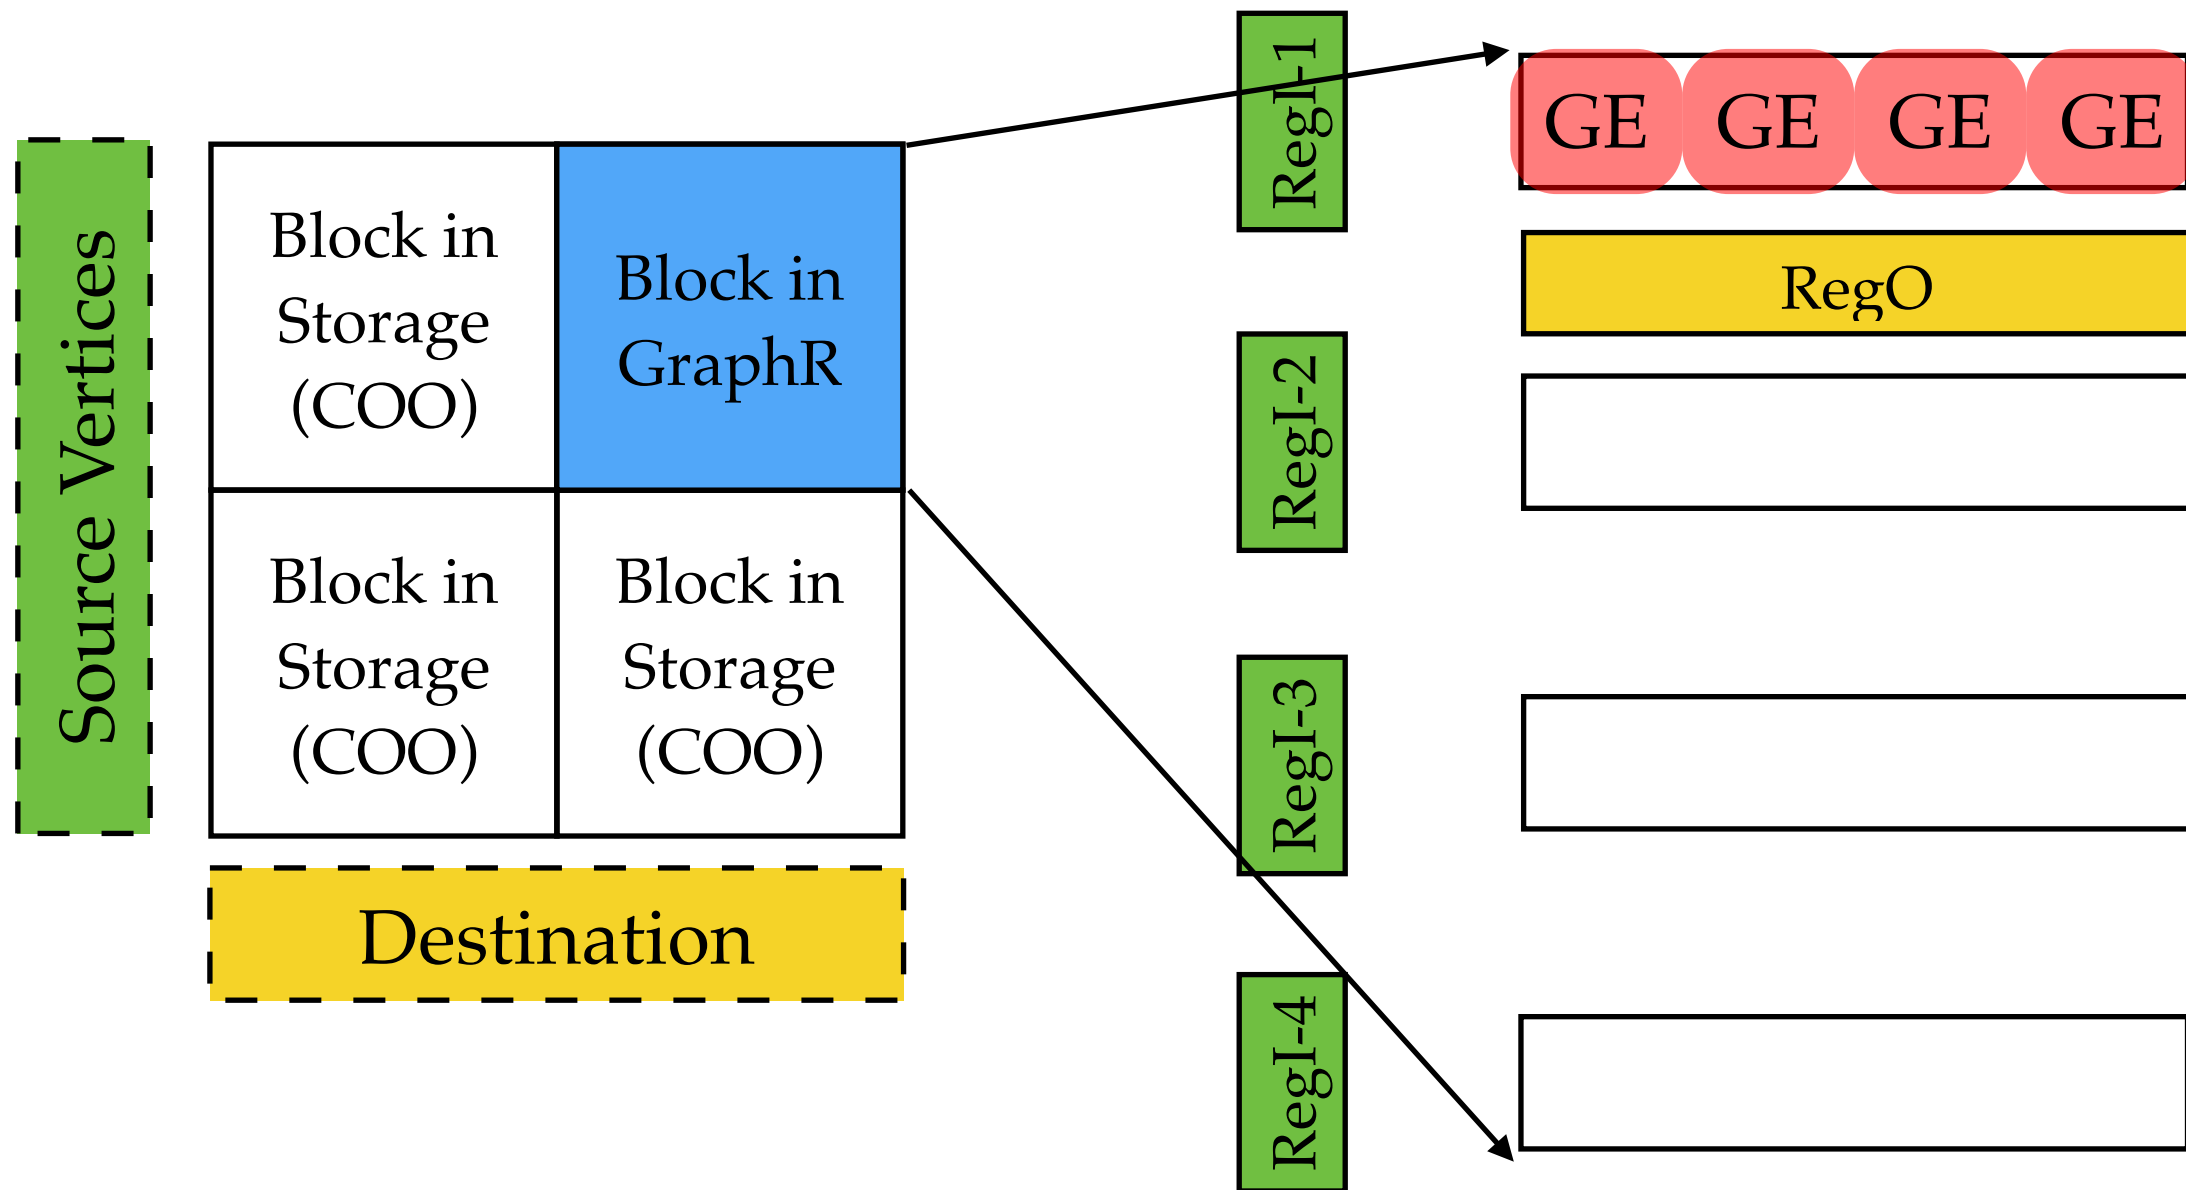 Source Vertices
Block in
Storage
(COO)
Block in
GraphR
Block in
Storage
(COO)
Block in
Storage
(COO)
Destination
RegI-1
GE GE GE GE
RegO
RegI-2
RegI-3
RegI-4